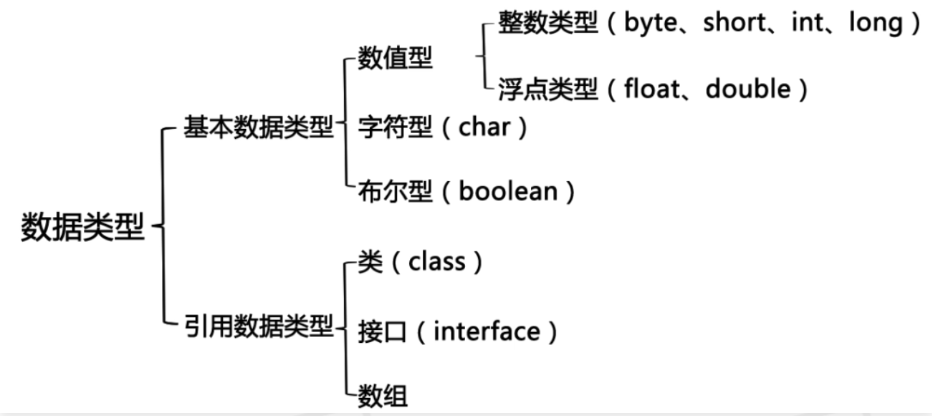 数据类型
基本数据类型
数值型
整数类型（byte、short、int、long）
浮点类型（float、double）
字符型（char）
布尔型（boolean）
引用数据类型
类（class）
接口（interface）
数组